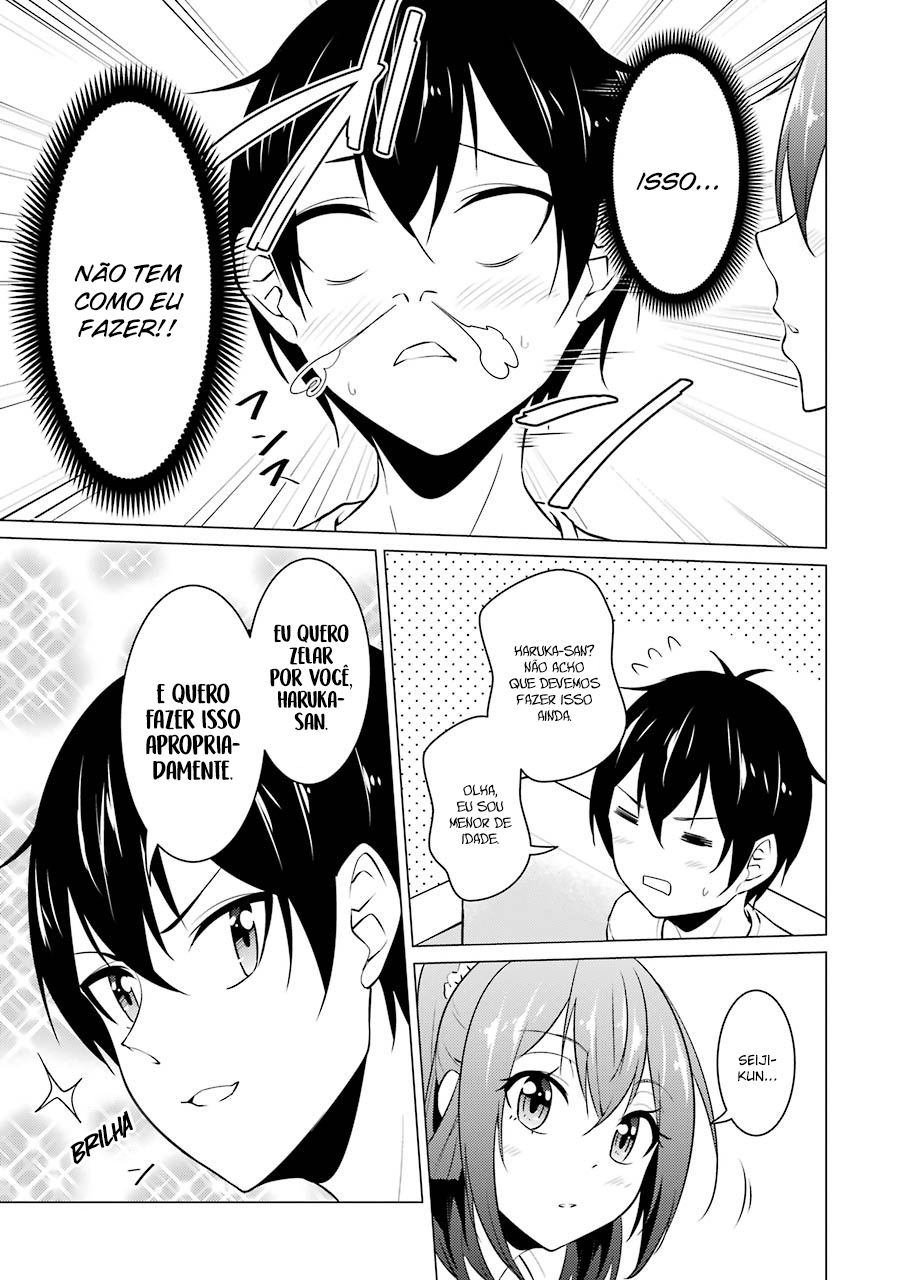 ISSO...
NÃO TEM
COMO EU
FAZER!!
HARUKA-SAN?
NÃO ACHO
QUE DEVEMOS
FAZER ISSO
AINDA.
OLHA,
EU SOU
MENOR DE
IDADE.
EU QUERO
ZELAR
POR VOCÊ,
HARUKA-
SAN.
E QUERO
FAZER ISSO
APROPRIA-
DAMENTE.
BRILHA
SEIJI-
KUN...